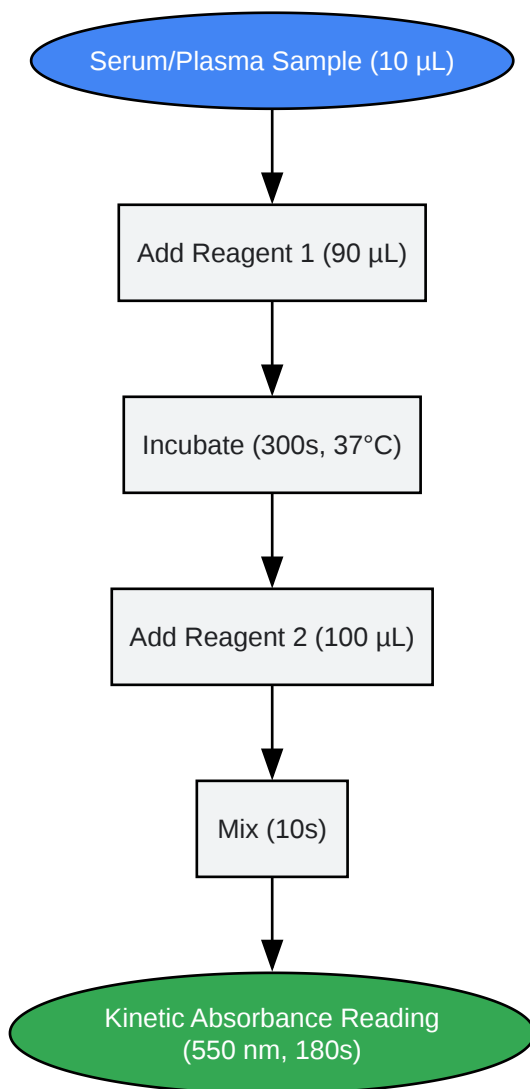 Serum/Plasma Sample (10 µL)
Add Reagent 1 (90 µL)
Incubate (300s, 37°C)
Add Reagent 2 (100 µL)
Mix (10s)
Kinetic Absorbance Reading
(550 nm, 180s)